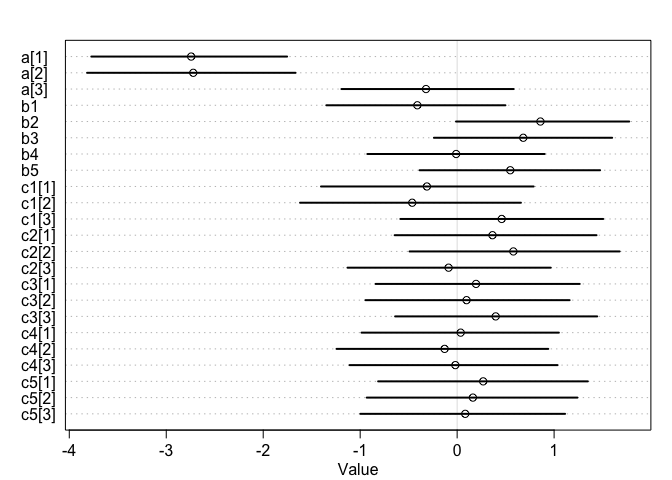 a[1]
a[2]
a[3]
b1
b2
b3
b4
b5
c1[1]
c1[2]
c1[3]
c2[1]
c2[2]
c2[3]
c3[1]
c3[2]
c3[3]
c4[1]
c4[2]
c4[3]
c5[1]
c5[2]
c5[3]
-4 -3 -2 -1 0 1
Value